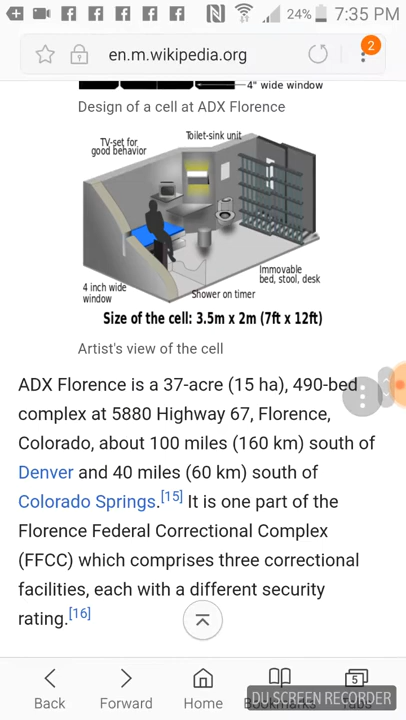 24% 7:35 PM
en.m.wikipedia.org
2
4" wide window
Design of a cell at ADX Florence
TV-set for
good behavior
Toilet-sink unit
4 inch wide
window
Shower on timer
Immovable
bed, stool, desk
Size of the cell: 3.5m x 2m (7ft x 12ft)
Artist's view of the cell
ADX Florence is a 37-acre (15 ha), 490-bed
complex at 5880 Highway 67, Florence,
Colorado, about 100 miles (160 km) south of
Denver and 40 miles (60 km) south of
Colorado Springs.[15] It is one part of the
Florence Federal Correctional Complex
(FFCC) which comprises three correctional
facilities, each with a different security
rating.[16]
5
Back Forward Home Bookmarks Tabs
DU SCREEN RECORDER